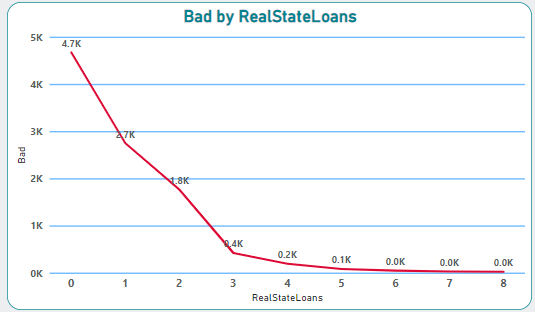 Bad by RealStateLoans
5K
4.7K
4K
3K
2.7K
2K
1.8K
1K
0.4K
0.2K
0.1K
0.0K
0.0K
0.0K
0K
Bad
0 1 2 3 4 5 6 7 8
RealStateLoans